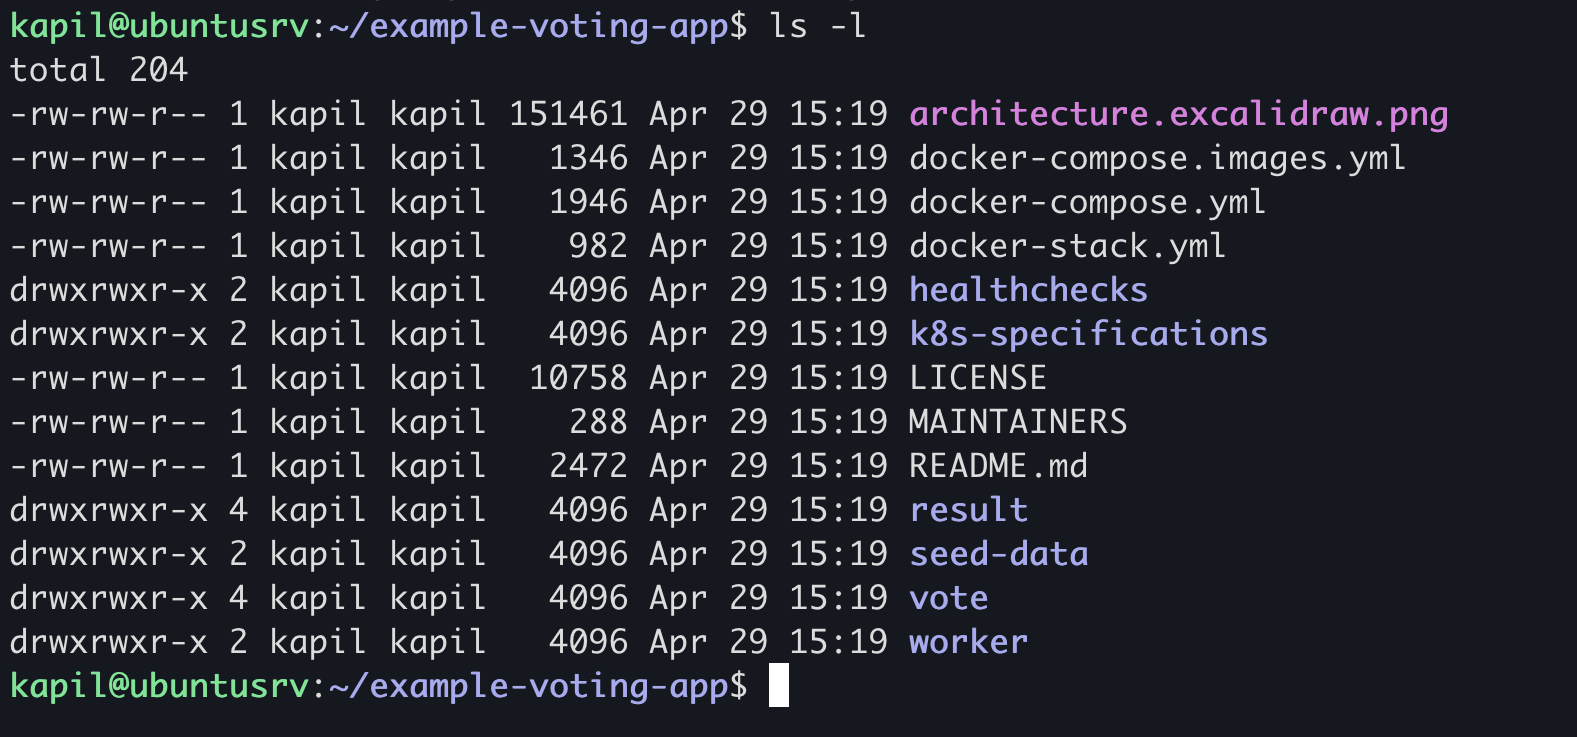 kapil@ubuntusrv:~/example-voting-app$ ls -l
total 204
-rw-rw-r-- 1 kapil kapil 151461 Apr 29 15:19 architecture.excalidraw.png
-rw-rw-r-- 1 kapil kapil   1346 Apr 29 15:19 docker-compose.images.yml
-rw-rw-r-- 1 kapil kapil   1946 Apr 29 15:19 docker-compose.yml
-rw-rw-r-- 1 kapil kapil    982 Apr 29 15:19 docker-stack.yml
drwxrwxr-x 2 kapil kapil   4096 Apr 29 15:19 healthchecks
drwxrwxr-x 2 kapil kapil   4096 Apr 29 15:19 k8s-specifications
-rw-rw-r-- 1 kapil kapil  10758 Apr 29 15:19 LICENSE
-rw-rw-r-- 1 kapil kapil    288 Apr 29 15:19 MAINTAINERS
-rw-rw-r-- 1 kapil kapil   2472 Apr 29 15:19 README.md
drwxrwxr-x 4 kapil kapil   4096 Apr 29 15:19 result
drwxrwxr-x 2 kapil kapil   4096 Apr 29 15:19 seed-data
drwxrwxr-x 4 kapil kapil   4096 Apr 29 15:19 vote
drwxrwxr-x 2 kapil kapil   4096 Apr 29 15:19 worker
kapil@ubuntusrv:~/example-voting-app$